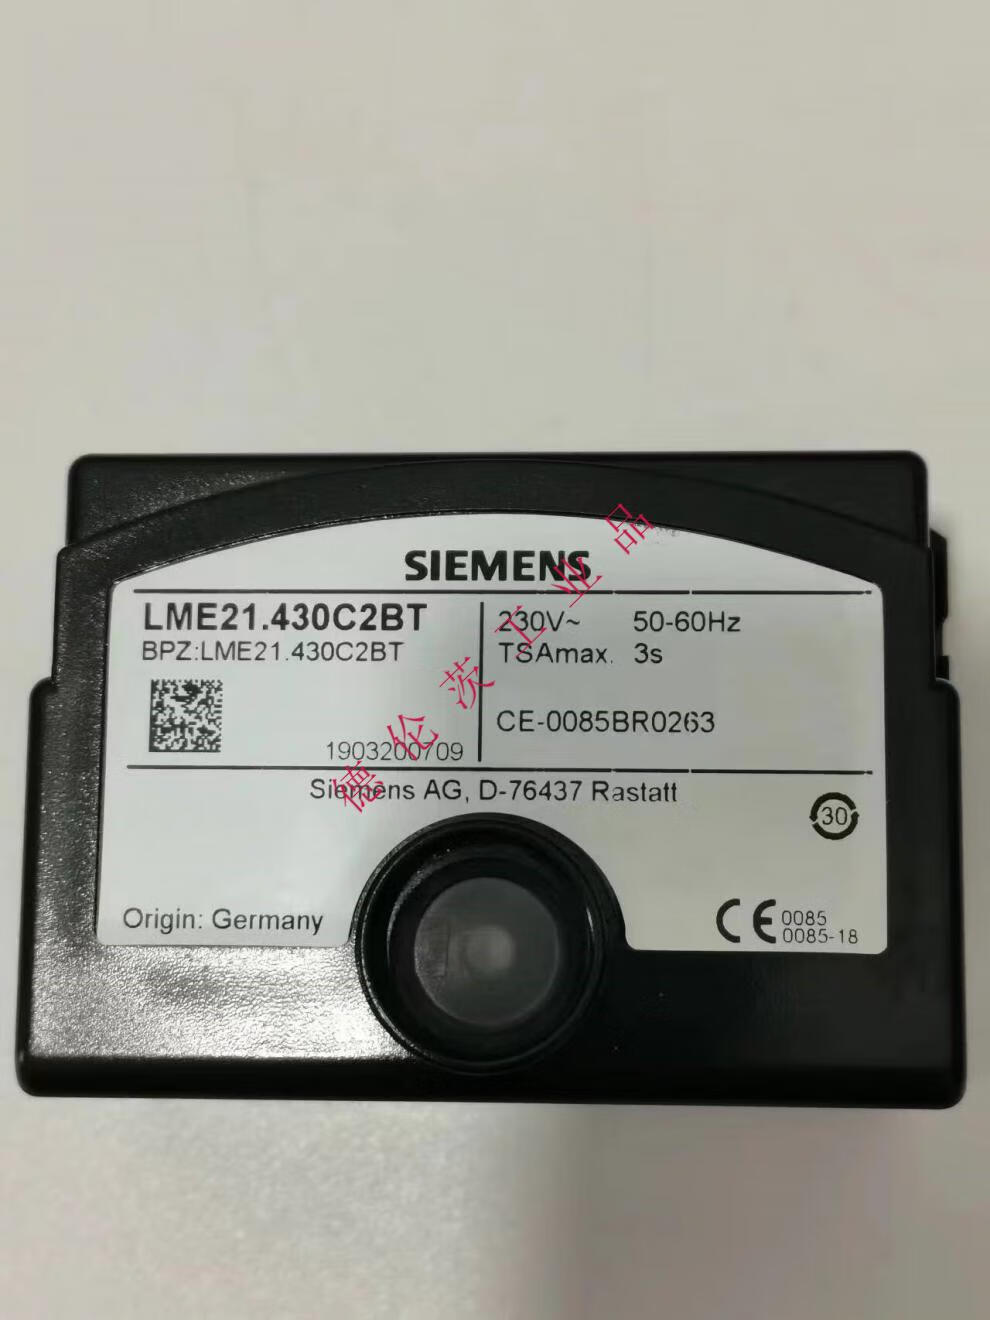 SIEMENS
LME21.430C2BT
BPZ:LME21.430C2BT
1903200709
230V~ 50-60Hz
TSAmax. 3s
CE-0085BR0263
Siemens AG, D-76437 Rastatt
30
Origin: Germany
CE 0085
0085-18
德伦茨工业品